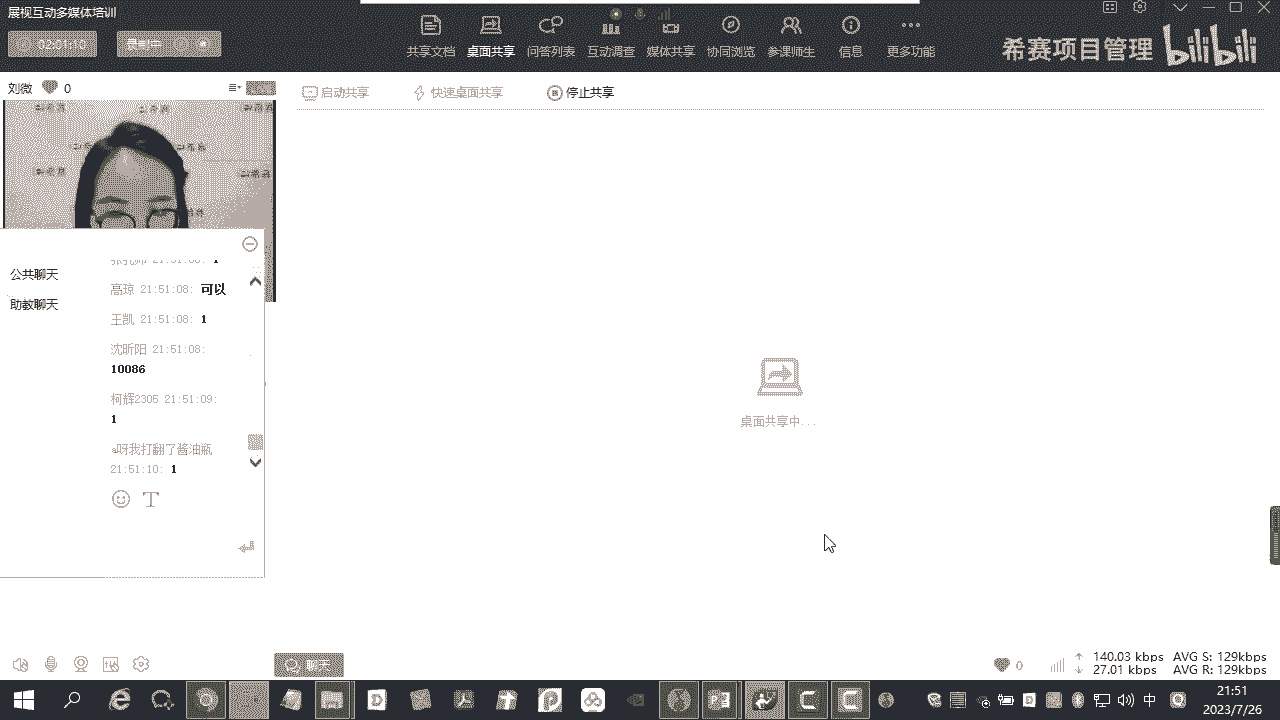 展视互动多媒体培训
02:01:10
录制中
共享文档
桌面共享
问答列表
互动调查
媒体共享
协同浏览
参课师生
信息
更多功能
希赛项目管理 bilibili
刘微 0
启动共享
快速桌面共享
停止共享
公共聊天
助教聊天
21:51:08: 1
高琼 21:51:08: 可以
王凯 21:51:08: 1
沈昕阳 21:51:08:
10086
柯辉2305 21:51:09:
1
a呀我打翻了酱油瓶
21:51:10: 1
桌面共享中...
聊天
0
140.03 kbps AVG S: 129kbps
27.01 kbps AVG R: 129kbps
中
21:51
2023/7/26